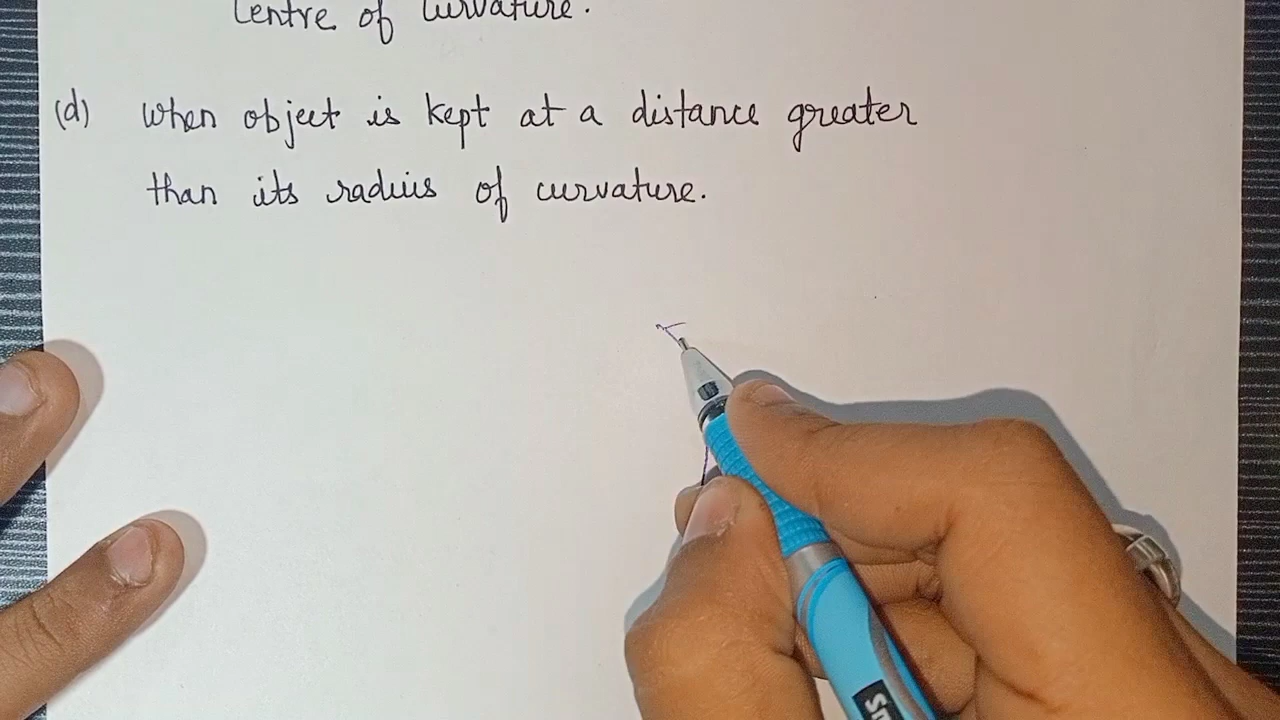 Centre of Curvature.
(d) When object is kept at a distance greater
than its radius of curvature.